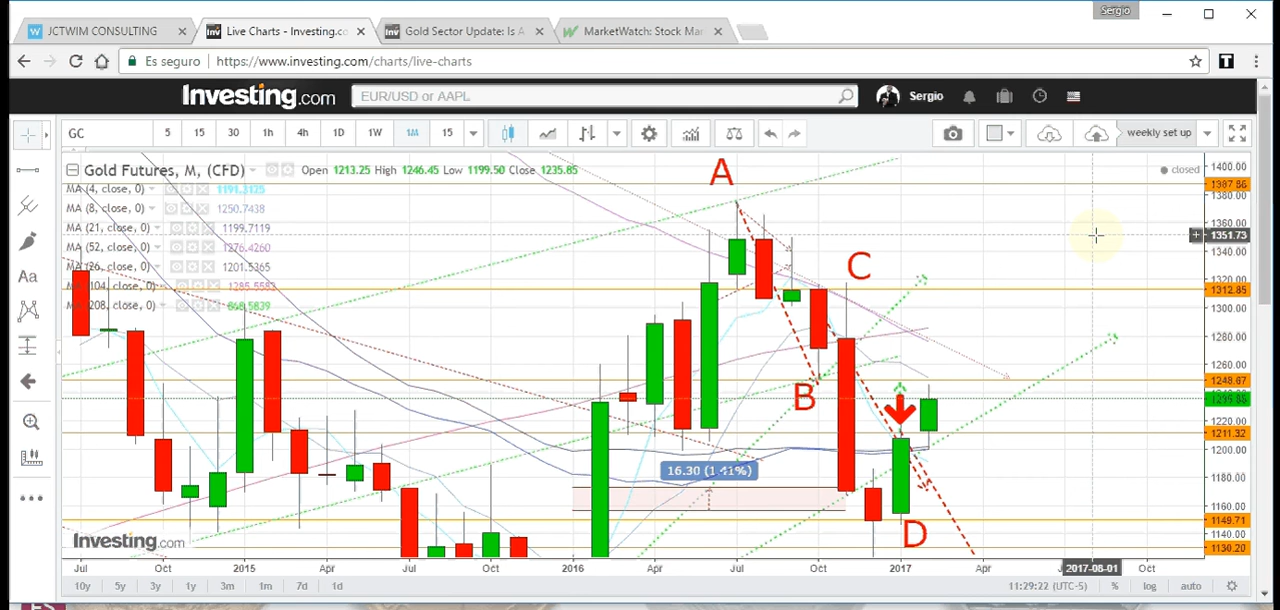 Sergio
JCTWIM CONSULTING
Live Charts - Investing.co
Gold Sector Update: Is A
MarketWatch: Stock Mar
Es seguro https://www.investing.com/charts/live-charts
Investing.com EUR/USD or AAPL Sergio
GC 5 15 30 1h 4h 1D 1W 1M 15 weekly set up
Gold Futures, M, (CFD) Open 1213.25 High 1246.45 Low 1199.50 Close 1235.85
closed
MA (4, close, 0) 1191.3125
MA (8, close, 0) 1250.7438
MA (21, close, 0) 1199.7119
MA (52, close, 0) 1276.4260
MA (26, close, 0) 1201.5365
MA (104, close, 0)
MA (208, close, 0)
Aa
A
B
C
D
16.30 (1.41%)
1400.00
1387.86
1380.00
1360.00
1351.73
1340.00
1320.00
1312.85
1300.00
1280.00
1260.00
1220.00
1211.32
1200.00
1180.00
1160.00
1149.71
1140.00
1130.20
Investing.com
Jul Oct 2015 Apr Jul Oct 2016 Apr Jul Oct 2017 Apr 2017-08-01 Oct
10y 5y 3y 1y 3m 1m 7d 1d 11:29:22 (UTC-5) % log auto
ES